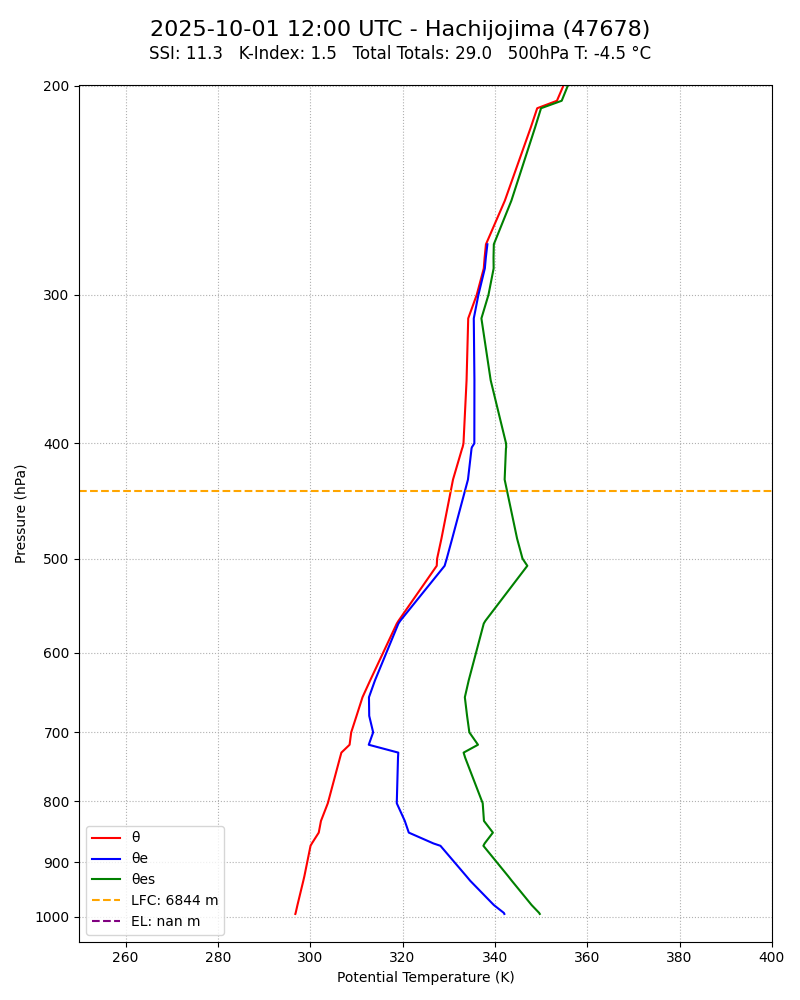 2025-10-01 12:00 UTC - Hachijojima (47678)
SSI: 11.3   K-Index: 1.5   Total Totals: 29.0   500hPa T: -4.5 °C
200
300
400
500
600
700
800
900
1000
Pressure (hPa)
θ
θe
θes
LFC: 6844 m
EL: nan m
260 280 300 320 340 360 380 400
Potential Temperature (K)